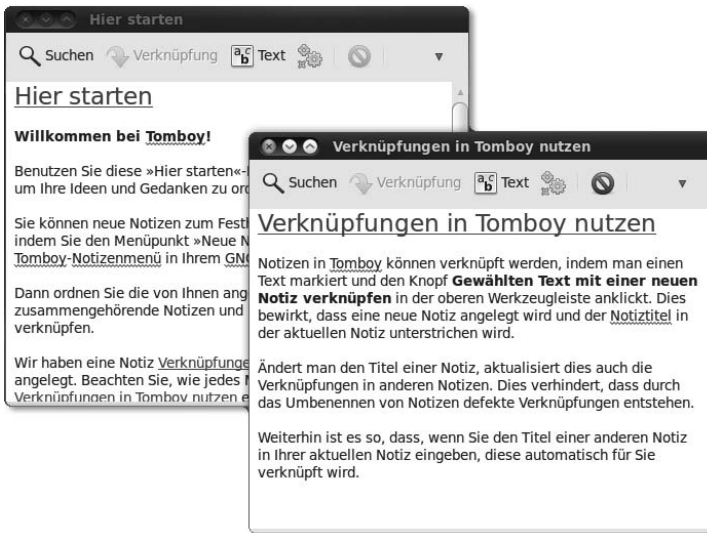 Hier starten
Suchen Verknüpfung Text
Hier starten
Willkommen bei Tomboy!
Benutzen Sie diese »Hier starten«-
um Ihre Ideen und Gedanken zu
Sie können neue Notizen zum
indem Sie den Menüpunkt »Neue
Tomboy-Notizenmenü in Ihrem
Dann ordnen Sie die von Ihnen
zusammengehörende Notizen und
verknüpfen.
Wir haben eine Notiz
angelegt. Beachten Sie, wie jedes
Verknüpfungen in Tomboy nutzen
Verknüpfungen in Tomboy nutzen
Suchen Verknüpfung Text
Verknüpfungen in Tomboy nutzen
Notizen in Tomboy können verknüpft werden, indem man einen
Text markiert und den Knopf Gewählten Text mit einer neuen
Notiz verknüpfen in der oberen Werkzeugleiste anklickt. Dies
bewirkt, dass eine neue Notiz angelegt wird und der Notiztitel in
der aktuellen Notiz unterstrichen wird.
Ändert man den Titel einer Notiz, aktualisiert dies auch die
Verknüpfungen in anderen Notizen. Dies verhindert, dass durch
das Umbenennen von Notizen defekte Verknüpfungen entstehen.
Weiterhin ist es so, dass, wenn Sie den Titel einer anderen Notiz
in Ihrer aktuellen Notiz eingeben, diese automatisch für Sie
verknüpft wird.